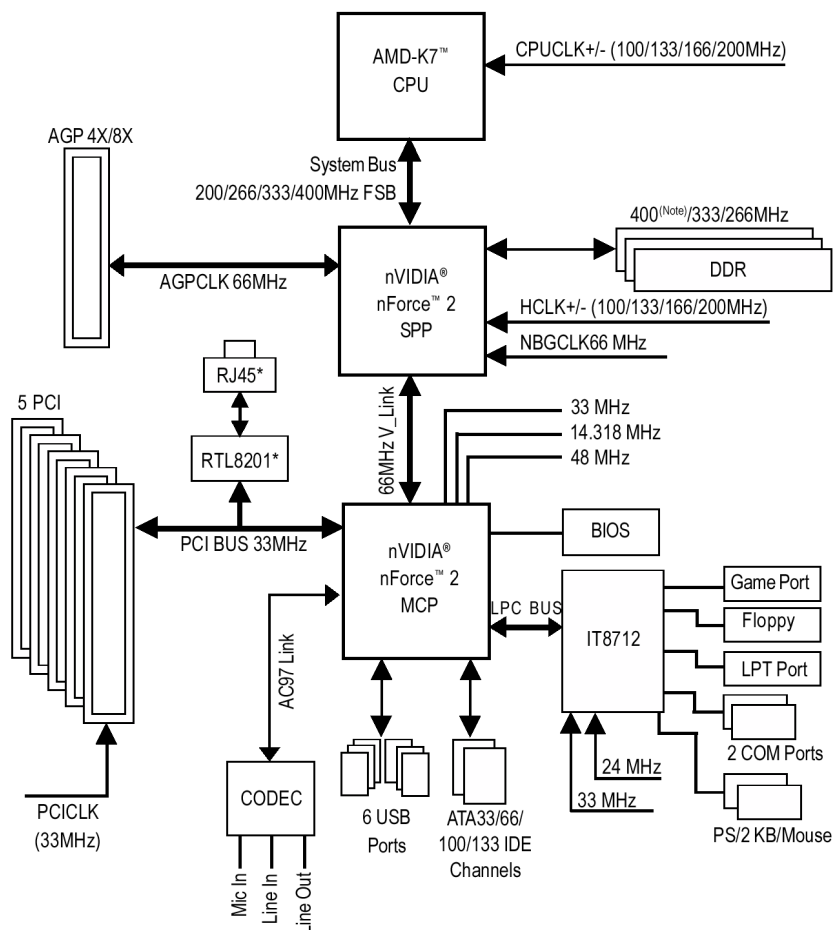 AMD-K7™
CPU
CPUCLK+/- (100/133/166/200MHz)
AGP 4X/8X
System Bus
200/266/333/400MHz FSB
400(Note)/333/266MHz
DDR
AGPCLK 66MHz
nVIDIA®
nForce™ 2
SPP
HCLK+/- (100/133/166/200MHz)
NBGCLK66 MHz
RJ45*
5 PCI
RTL8201*
66MHz V_Link
33 MHz
14.318 MHz
48 MHz
PCI BUS 33MHz
nVIDIA®
nForce™ 2
MCP
BIOS
LPC BUS
IT8712
Game Port
Floppy
LPT Port
2 COM Ports
PS/2 KB/Mouse
24 MHz
33 MHz
AC97 Link
CODEC
6 USB
Ports
ATA33/66/
100/133 IDE
Channels
PCICLK
(33MHz)
Mic In
Line In
Line Out